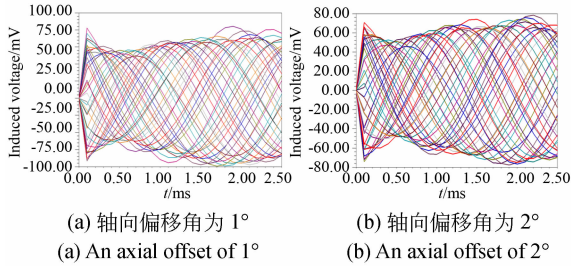 100.00
75.00
50.00
25.00
0.00
-25.00
-50.00
-75.00
-100.00
Induced voltage/mV
0.00 0.50 1.00 1.50 2.00 2.50
t/ms
80.00
60.00
40.00
20.00
0.00
-20.00
-40.00
-60.00
-80.00
Induced voltage/mV
0.00 0.50 1.00 1.50 2.00 2.50
t/ms
(a) 轴向偏移角为 1°
(a) An axial offset of 1°
(b) 轴向偏移角为 2°
(b) An axial offset of 2°